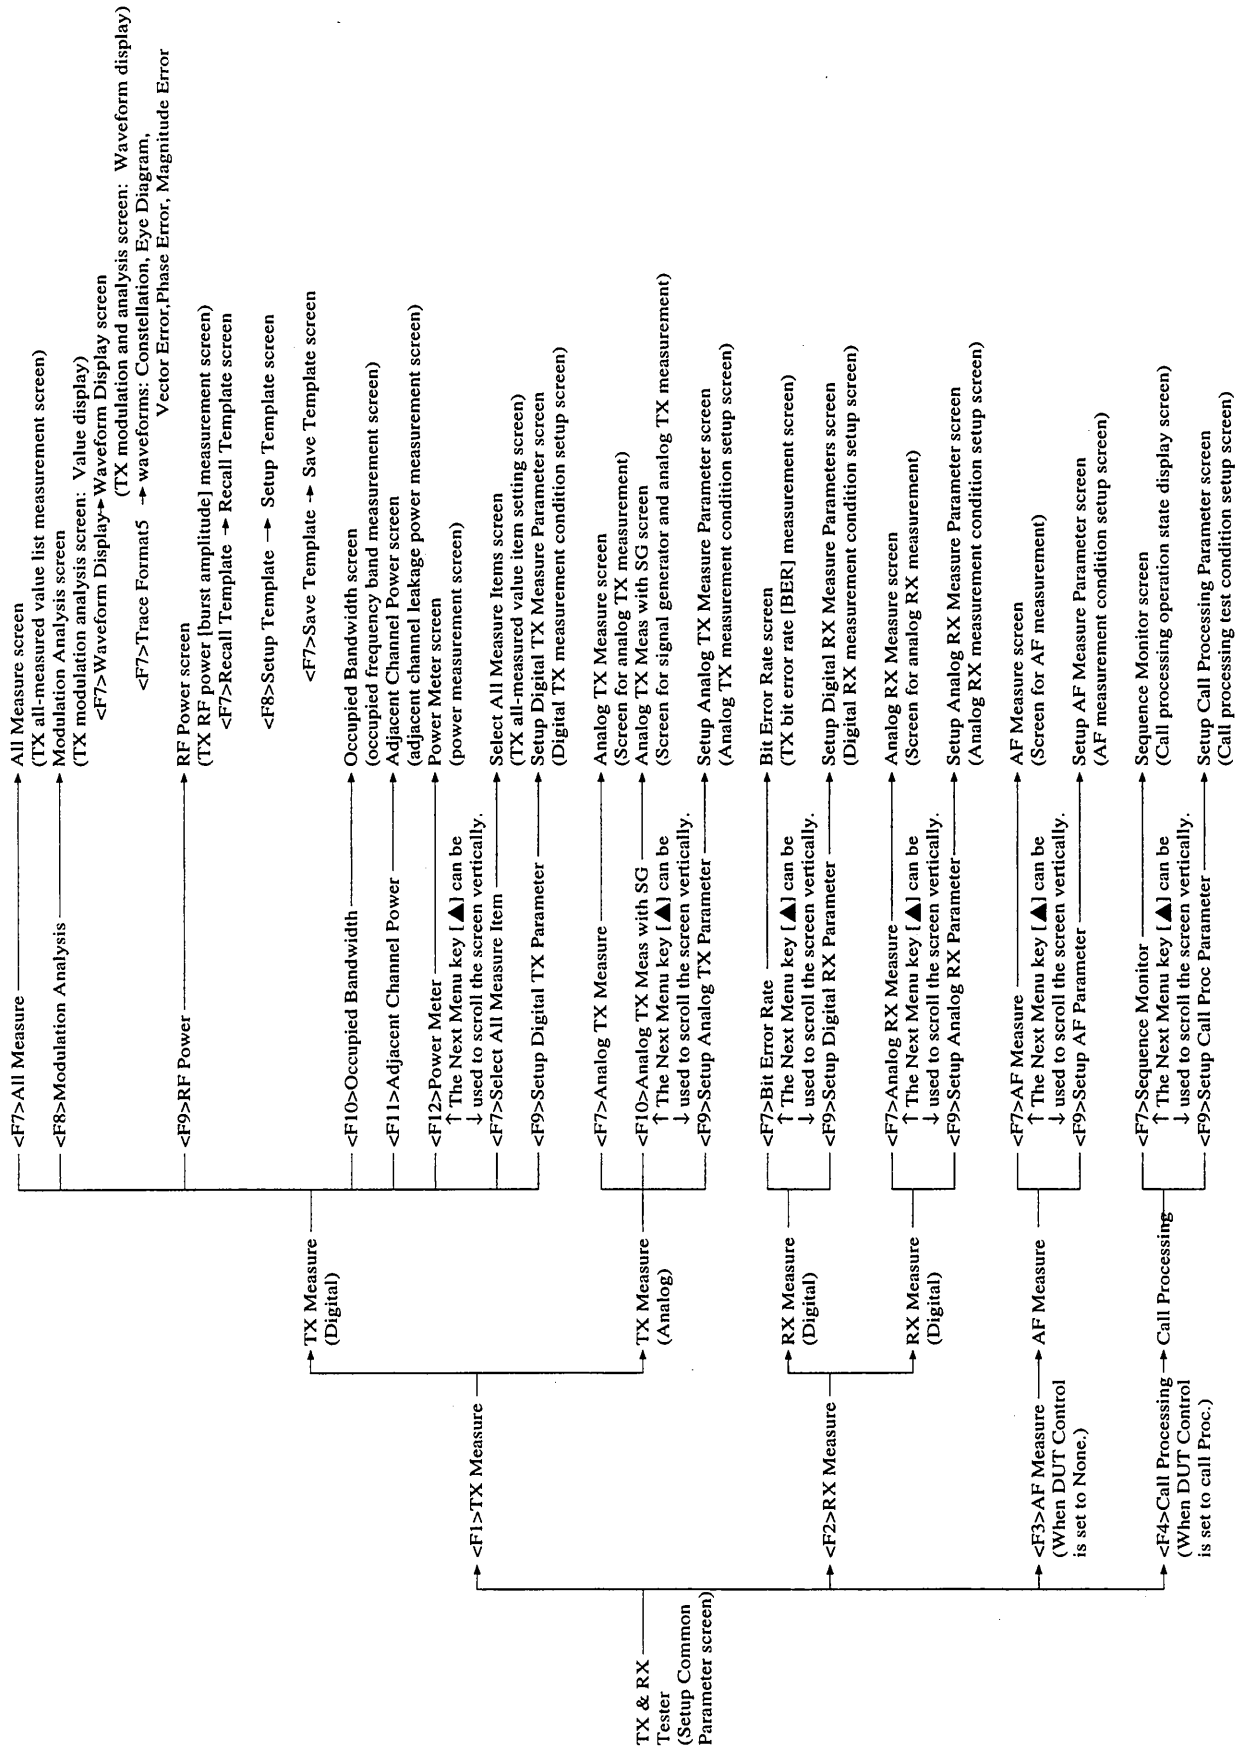 TX & RX
Tester
(Setup Common
Parameter screen)
<F1>TX Measure
TX Measure
(Digital)
<F7>All Measure
All Measure screen
(TX all-measured value list measurement screen)
<F8>Modulation Analysis
Modulation Analysis screen
(TX modulation analysis screen: Value display)
<F7>Waveform Display→Waveform Display screen
(TX modulation and analysis screen: Waveform display)
<F7>Trace Format5 → waveforms: Constellation, Eye Diagram,
Vector Error,Phase Error, Magnitude Error
<F9>RF Power
RF Power screen
(TX RF power [burst amplitude] measurement screen)
<F7>Recall Template → Recall Template screen
<F8>Setup Template → Setup Template screen
<F7>Save Template → Save Template screen
<F10>Occupied Bandwidth
Occupied Bandwidth screen
(occupied frequency band measurement screen)
<F11>Adjacent Channel Power
Adjacent Channel Power screen
(adjacent channel leakage power measurement screen)
<F12>Power Meter
Power Meter screen
(power measurement screen)
↑ The Next Menu key [▲] can be
↓ used to scroll the screen vertically.
<F7>Select All Measure Item
Select All Measure Items screen
(TX all-measured value item setting screen)
<F9>Setup Digital TX Parameter
Setup Digital TX Measure Parameter screen
(Digital TX measurement condition setup screen)
TX Measure
(Analog)
<F7>Analog TX Measure
Analog TX Measure screen
(Screen for analog TX measurement)
<F10>Analog TX Meas with SG
Analog TX Meas with SG screen
(Screen for signal generator and analog TX measurement)
↑ The Next Menu key [▲] can be
↓ used to scroll the screen vertically.
<F9>Setup Analog TX Parameter
Setup Analog TX Measure Parameter screen
(Analog TX measurement condition setup screen)
<F2>RX Measure
RX Measure
(Digital)
<F7>Bit Error Rate
Bit Error Rate screen
(TX bit error rate [BER] measurement screen)
↑ The Next Menu key [▲] can be
↓ used to scroll the screen vertically.
<F9>Setup Digital RX Parameter
Setup Digital RX Measure Parameters screen
(Digital RX measurement condition setup screen)
RX Measure
(Digital)
<F7>Analog RX Measure
Analog RX Measure screen
(Screen for analog RX measurement)
↑ The Next Menu key [▲] can be
↓ used to scroll the screen vertically.
<F9>Setup Analog RX Parameter
Setup Analog RX Measure Parameter screen
(Analog RX measurement condition setup screen)
<F3>AF Measure
(When DUT Control
is set to None.)
AF Measure
<F7>AF Measure
AF Measure screen
(Screen for AF measurement)
↑ The Next Menu key [▲] can be
↓ used to scroll the screen vertically.
<F9>Setup AF Parameter
Setup AF Measure Parameter screen
(AF measurement condition setup screen)
<F4>Call Processing
(When DUT Control
is set to call Proc.)
Call Processing
<F7>Sequence Monitor
Sequence Monitor screen
(Call processing operation state display screen)
↑ The Next Menu key [▲] can be
↓ used to scroll the screen vertically.
<F9>Setup Call Proc Parameter
Setup Call Processing Parameter screen
(Call processing test condition setup screen)